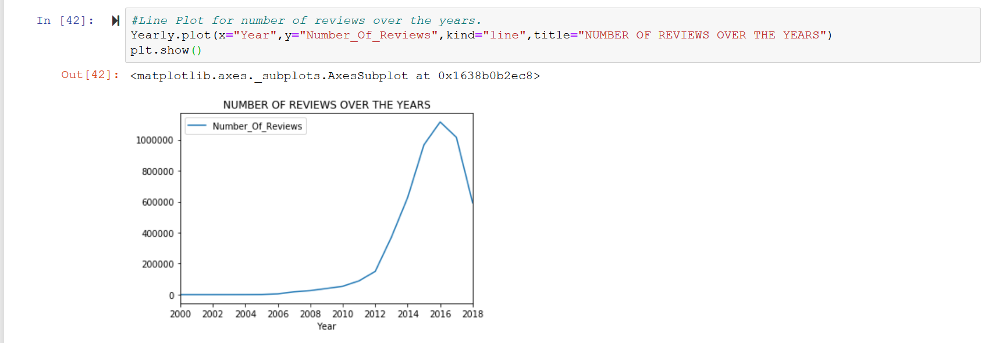 In [42]:
#Line Plot for number of reviews over the years.
Yearly.plot(x="Year",y="Number_Of_Reviews",kind="line",title="NUMBER OF REVIEWS OVER THE YEARS")
plt.show()
Out[42]: <matplotlib.axes._subplots.AxesSubplot at 0x1638b0b2ec8>
NUMBER OF REVIEWS OVER THE YEARS
Number_Of_Reviews
1000000
800000
600000
400000
200000
0
2000 2002 2004 2006 2008 2010 2012 2014 2016 2018
Year